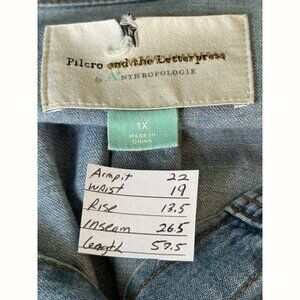 Pilcro and the Letterpress
by ANTHROPOLOGIE
1X
MADE IN
CHINA
Armpit 22
Waist 19
Rise 13.5
Inseam 26.5
Length 57.5